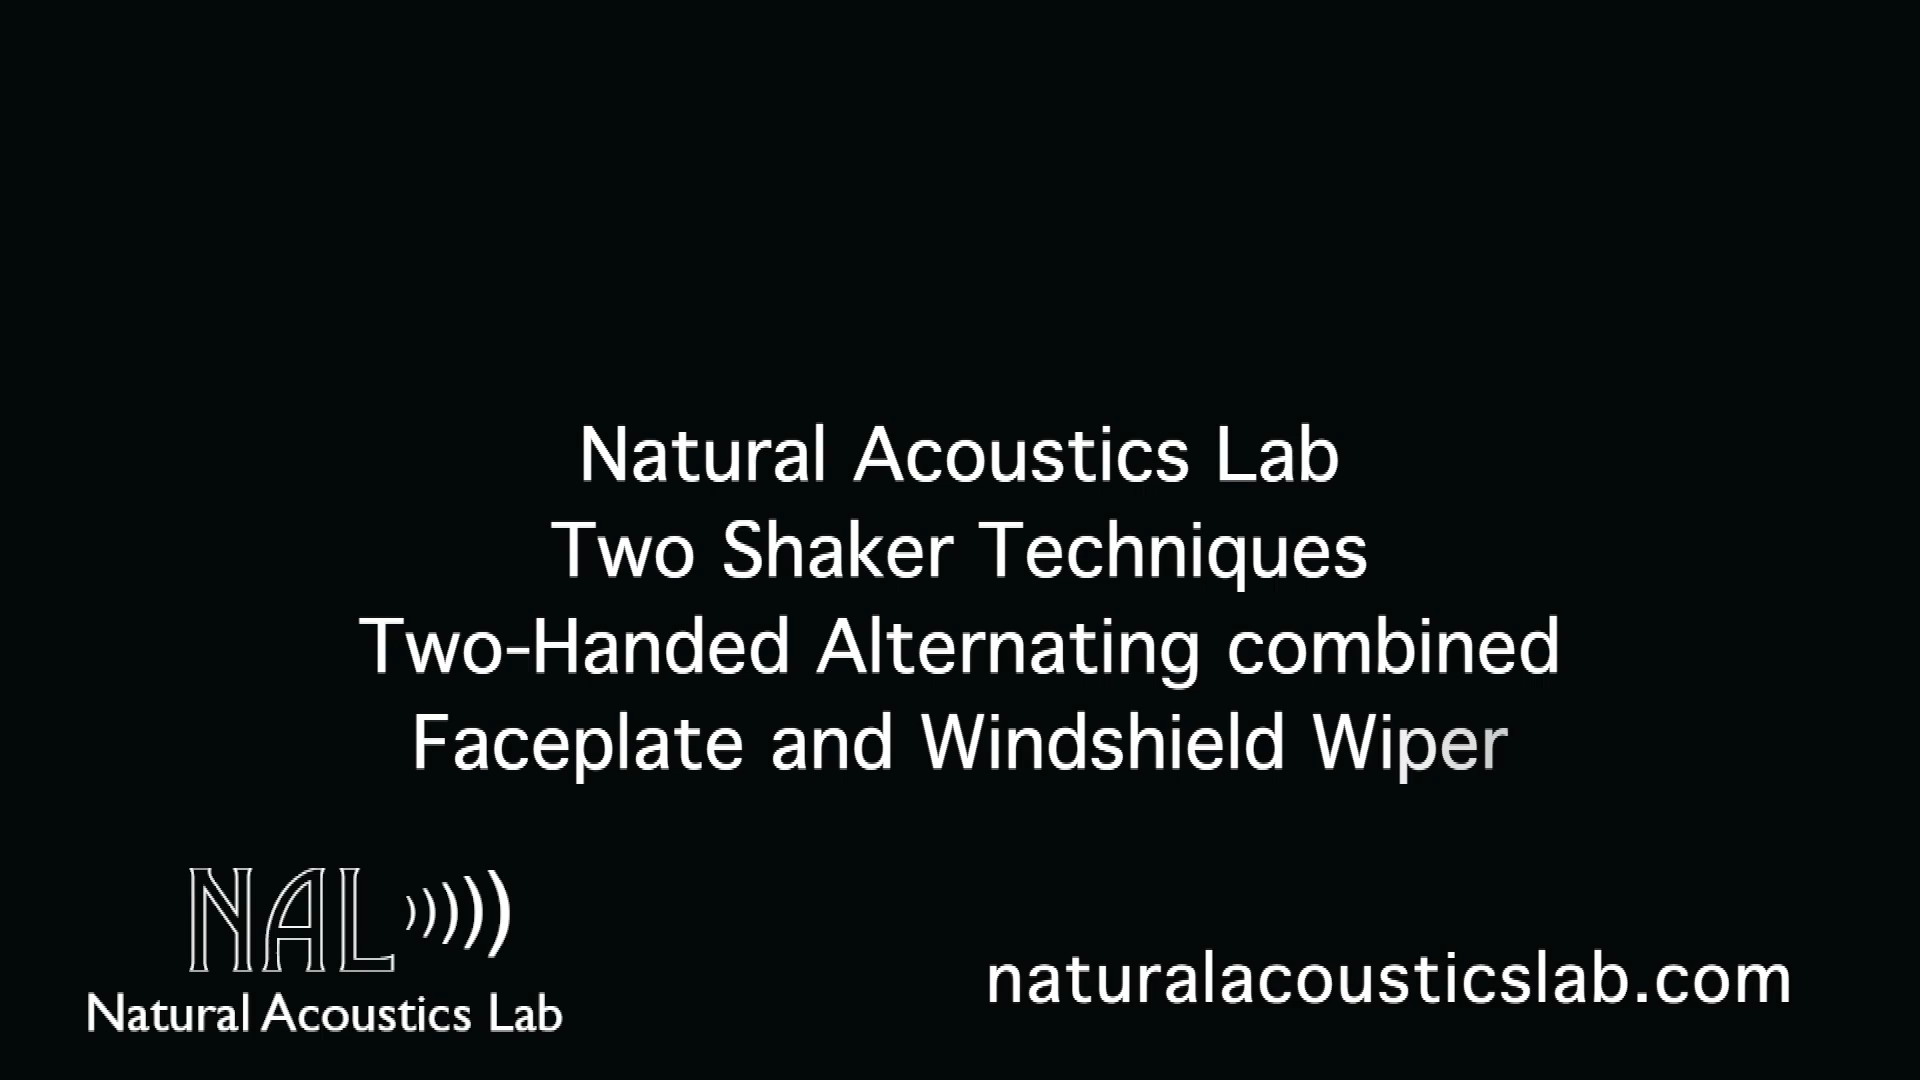 Natural Acoustics Lab
Two Shaker Techniques
Two-Handed Alternating combined
Faceplate and Windshield Wiper
NAL
Natural Acoustics Lab
naturalacousticslab.com